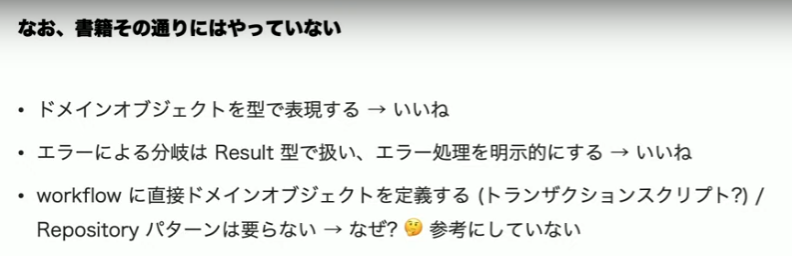 なお、書籍その通りにはやっていない
• ドメインオブジェクトを型で表現する → いいね
• エラーによる分岐は Result 型で扱い、エラー処理を明示的にする → いいね
• workflow に直接ドメインオブジェクトを定義する (トランザクションスクリプト?) /
Repository パターンは要らない → なぜ? 🤔 参考にしていない